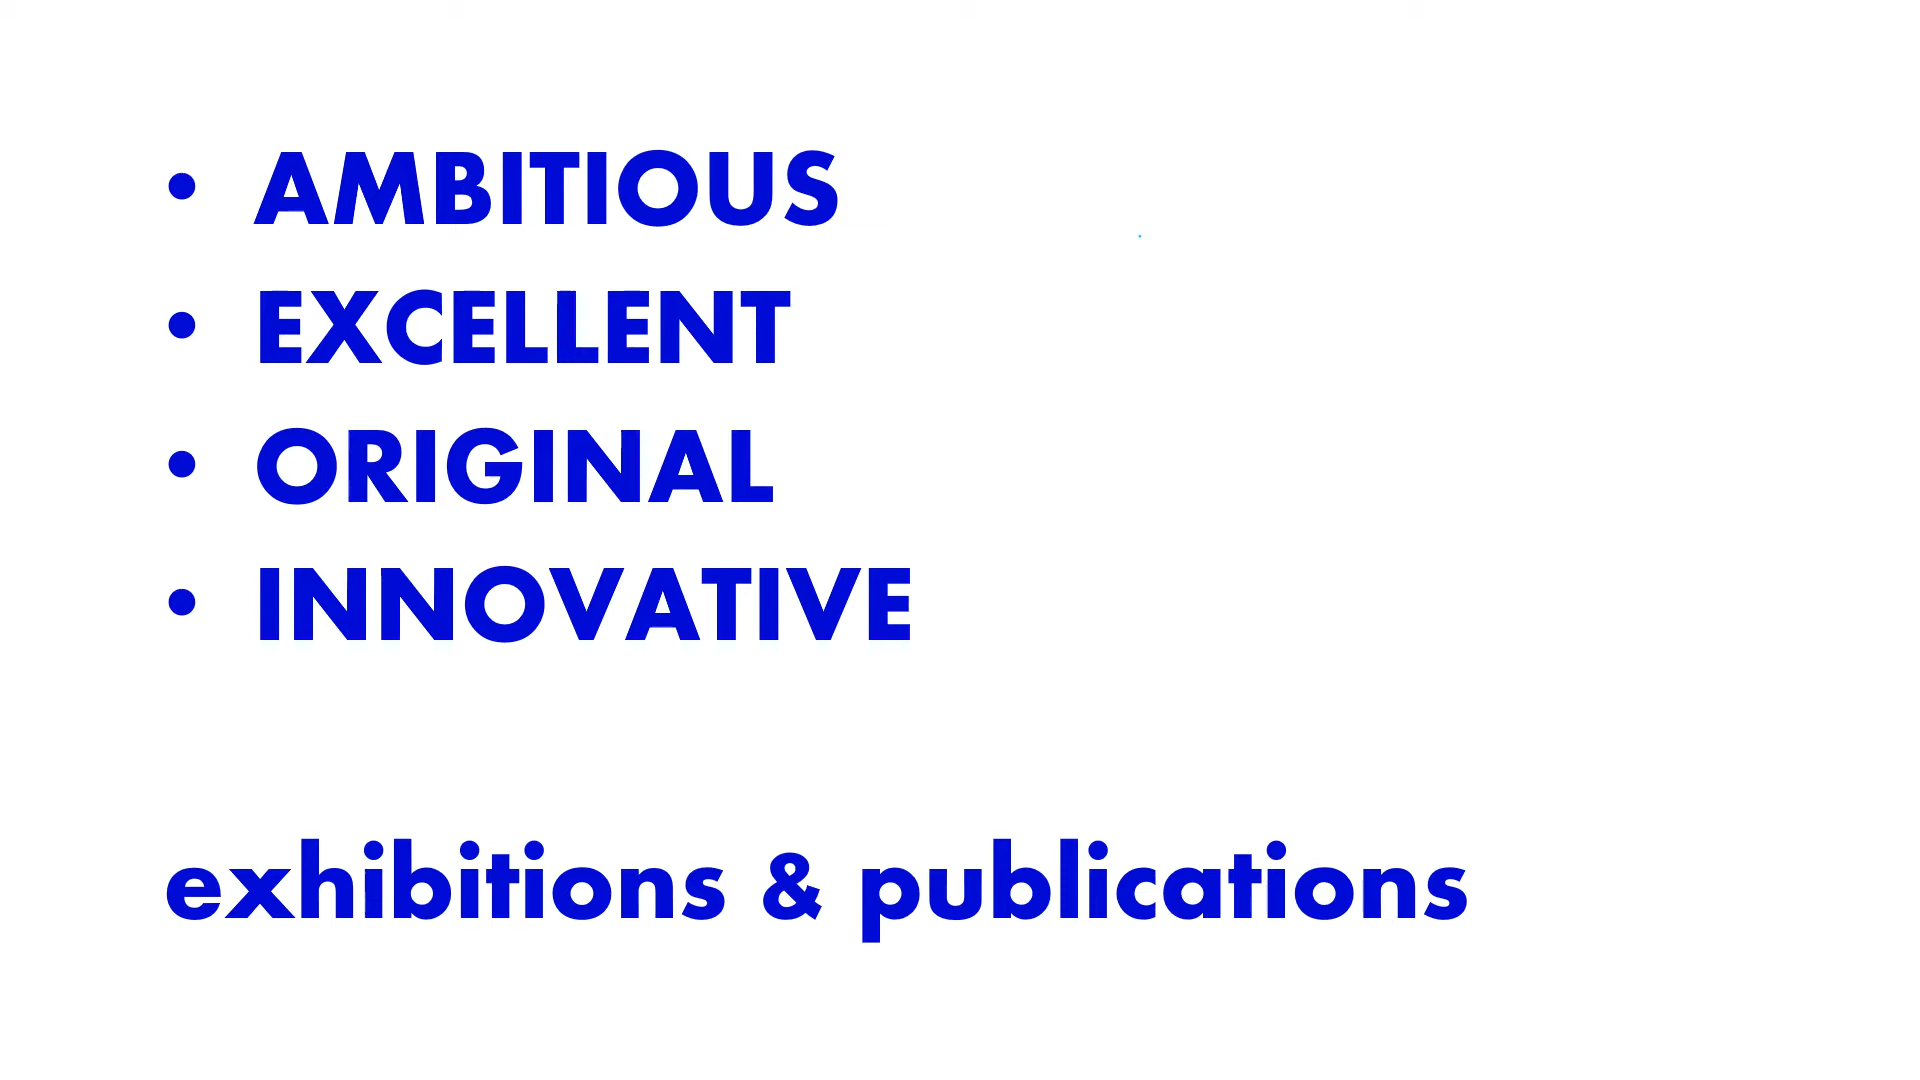 • AMBITIOUS
• EXCELLENT
• ORIGINAL
• INNOVATIVE
exhibitions & publications